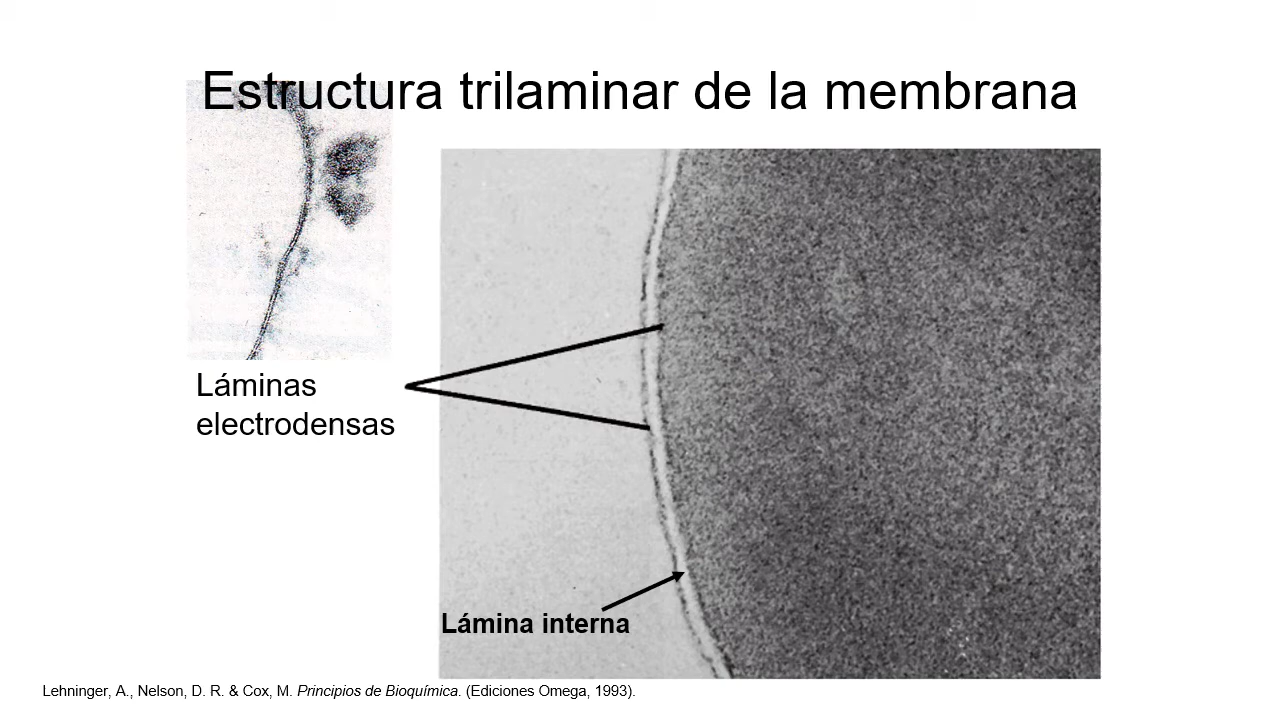 Estructura trilaminar de la membrana
Láminas
electrodensas
Lámina interna
Lehninger, A., Nelson, D. R. & Cox, M. Principios de Bioquímica. (Ediciones Omega, 1993).